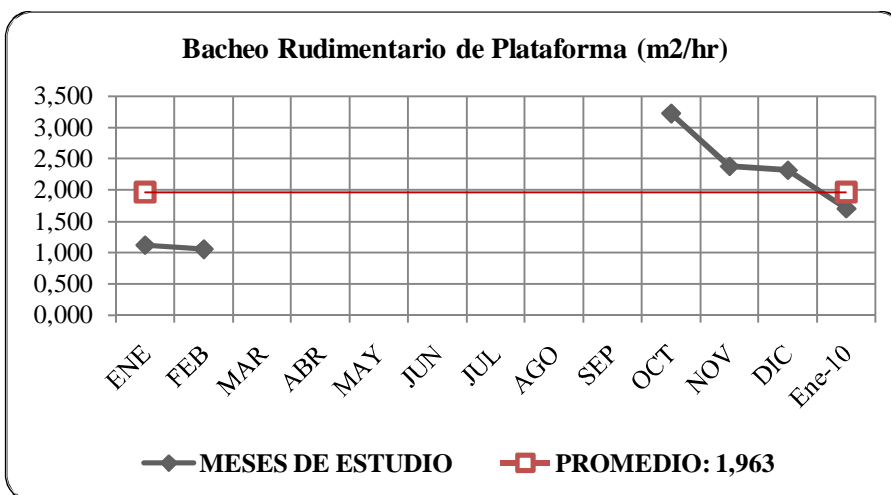 Bacheo Rudimentario de Plataforma (m2/hr)
3,500
3,000
2,500
2,000
1,500
1,000
0,500
0,000
ENE FEB MAR ABR MAY JUN JUL AGO SEP OCT NOV DIC Ene-10
MESES DE ESTUDIO PROMEDIO: 1,963